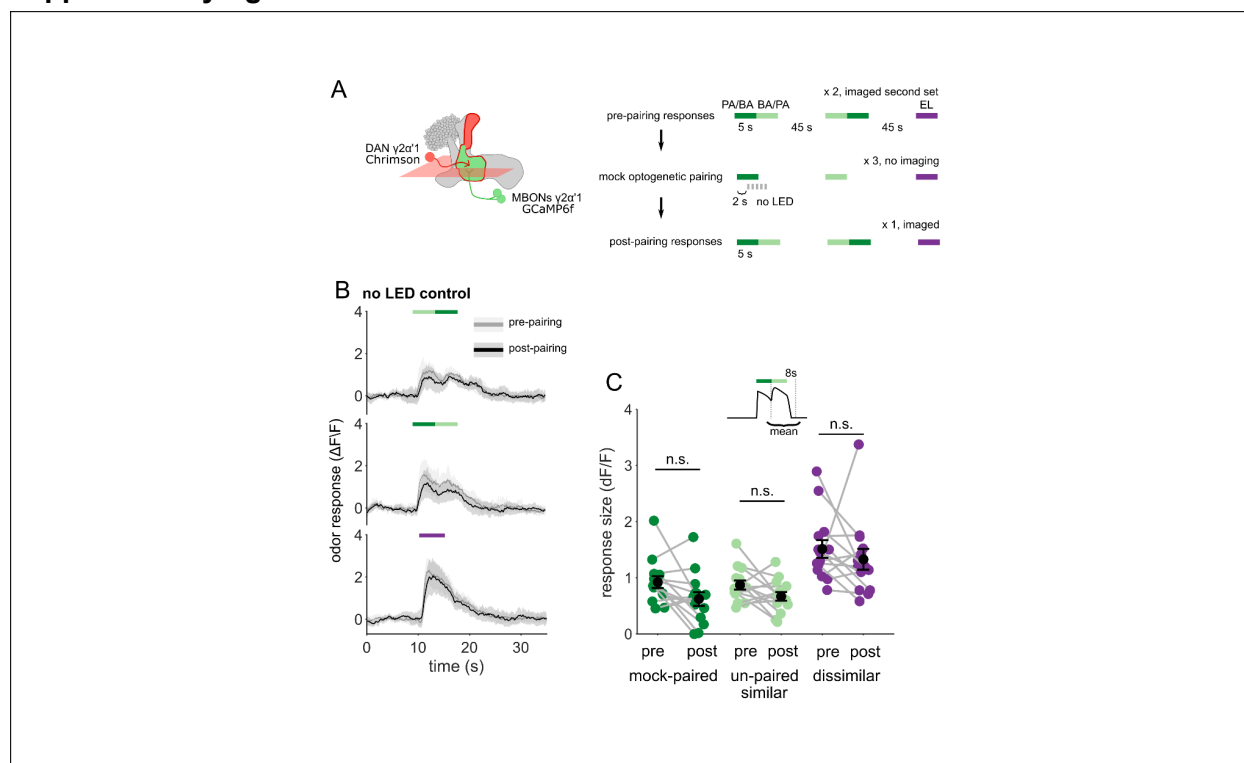 A
DAN γ2α'1
Chrimson
MBONs γ2α'1
GCaMP6f
x 2, imaged second set
PA/BA BA/PA
EL
pre-pairing responses
5 s
45 s
45 s
x 3, no imaging
mock optogenetic pairing
2 s
no LED
x 1, imaged
post-pairing responses
5 s
B
no LED control
4
2
0
pre-pairing
post-pairing
4
2
0
4
2
0
odor response (ΔF\F)
0
10
20
30
time (s)
C
8s
mean
4
3
2
1
0
response size (dF/F)
n.s.
n.s.
n.s.
pre post pre post pre post
mock-paired
un-paired
similar
dissimilar